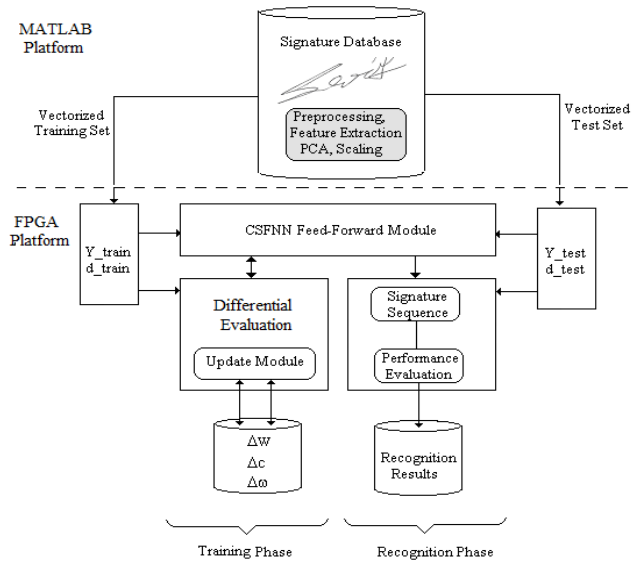 MATLAB
Platform
Signature Database
Preprocessing,
Feature Extraction
PCA, Scaling
Vectorized
Training Set
Vectorized
Test Set
FPGA
Platform
Y_train
d_train
CSFNN Feed-Forward Module
Y_test
d_test
Differential
Evaluation
Update Module
Signature
Sequence
Performance
Evaluation
Δw
Δc
Δω
Recognition
Results
Training Phase
Recognition Phase